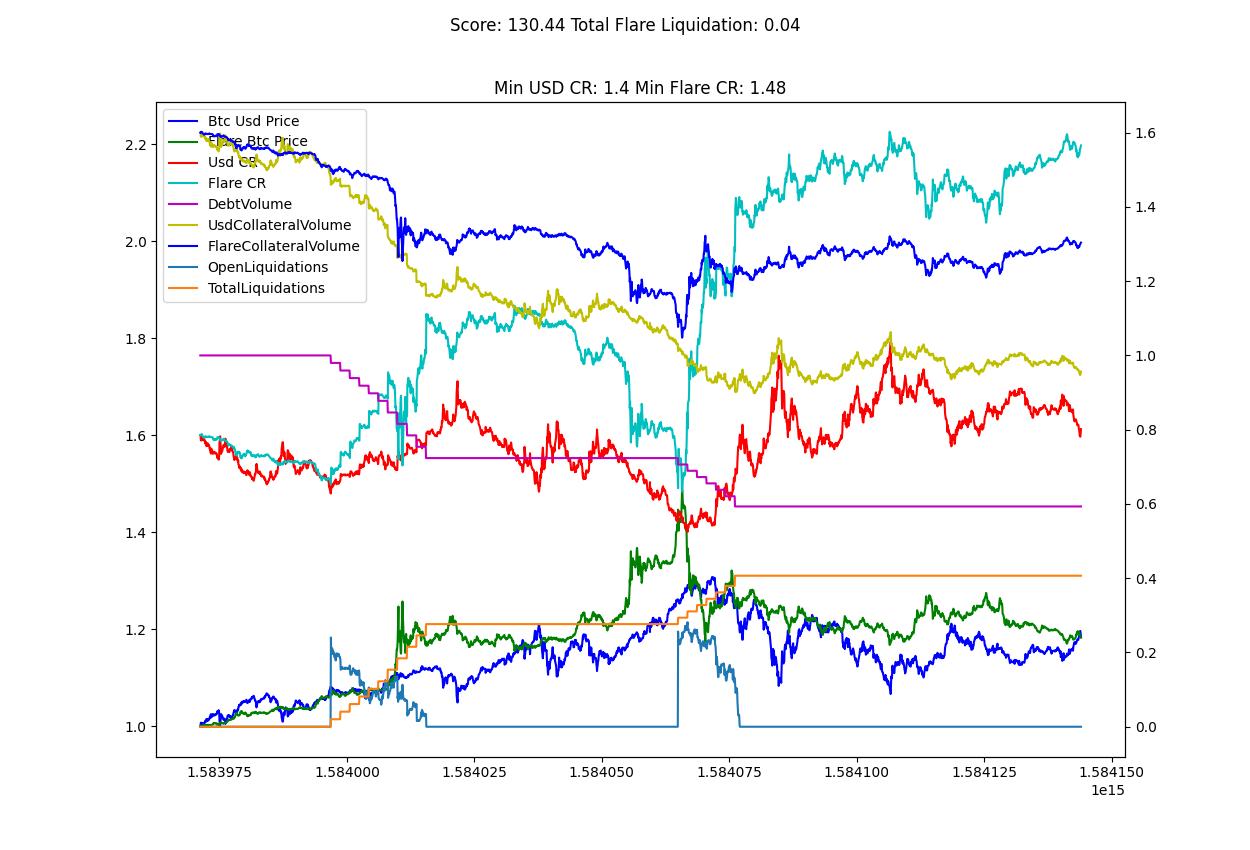 Score: 130.44 Total Flare Liquidation: 0.04
Min USD CR: 1.4 Min Flare CR: 1.48
Btc Usd Price
Flare Btc Price
Usd CR
Flare CR
DebtVolume
UsdCollateralVolume
FlareCollateralVolume
OpenLiquidations
TotalLiquidations
2.2
2.0
1.8
1.6
1.4
1.2
1.0
1.6
1.4
1.2
1.0
0.8
0.6
0.4
0.2
0.0
1.583975 1.584000 1.584025 1.584050 1.584075 1.584100 1.584125 1.584150
1e15